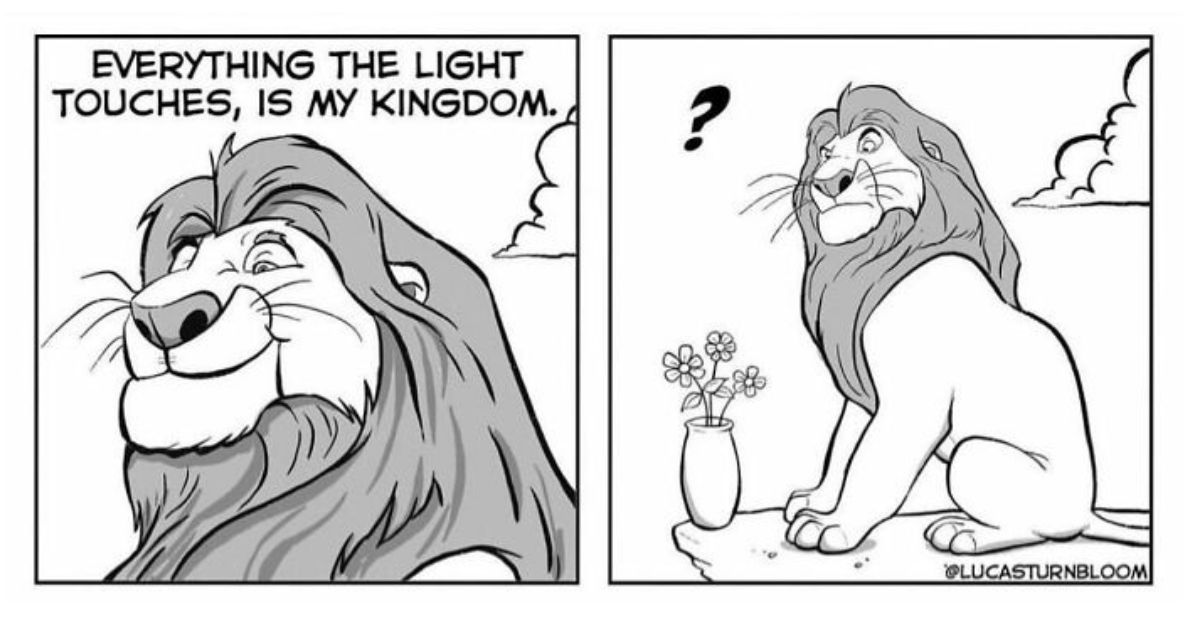 EVERYTHING THE LIGHT
TOUCHES, IS MY KINGDOM.
?
@LUCASTURNBLOOM